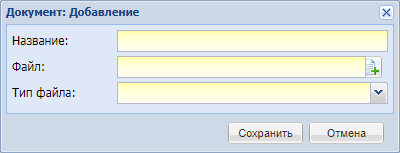 Документ: Добавление
Название:
Файл:
Тип файла:
Сохранить Отмена